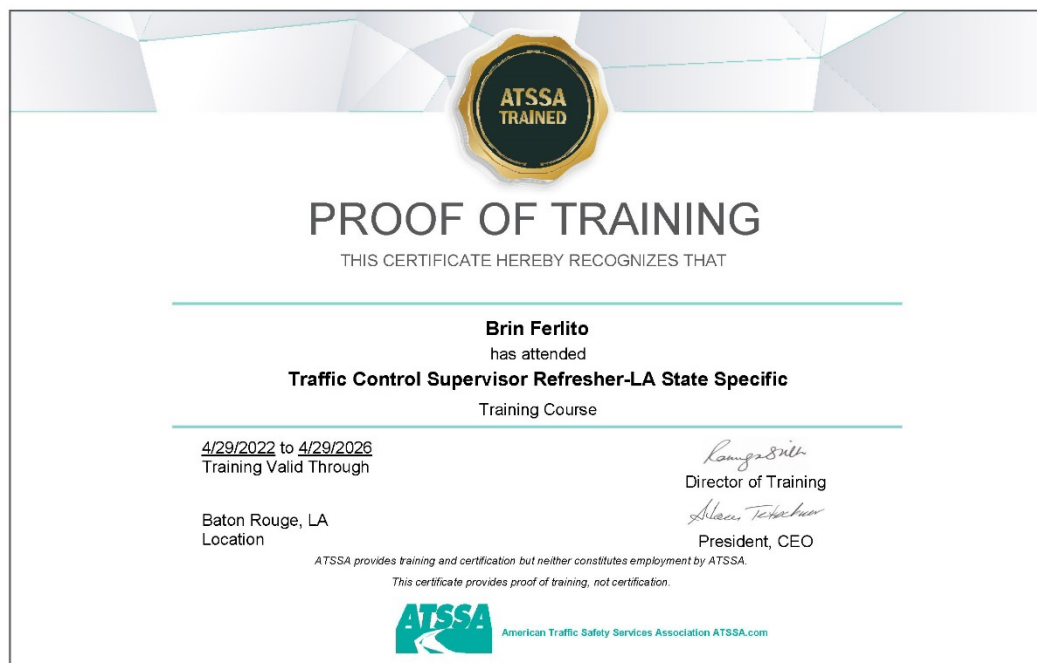 ATSSA
TRAINED
PROOF OF TRAINING
THIS CERTIFICATE HEREBY RECOGNIZES THAT
Brin Ferlito
has attended
Traffic Control Supervisor Refresher-LA State Specific
Training Course
4/29/2022 to 4/29/2026
Training Valid Through
Director of Training
Baton Rouge, LA
Location
President, CEO
ATSSA provides training and certification but neither constitutes employment by ATSSA.
This certificate provides proof of training, not certification.
ATSSA
American Traffic Safety Services Association ATSSA.com